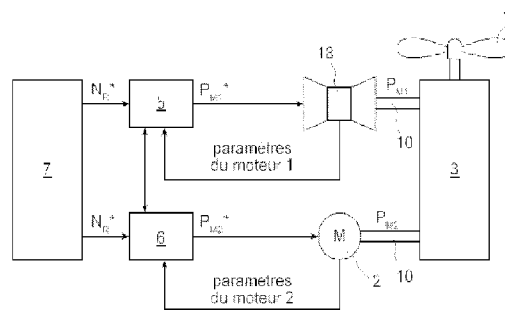 18
N_R*
5
P_M1*
P_M1
10
paramètres
du moteur 1
7
3
N_R*
6
P_M2*
M
P_M2
10
2
paramètres
du moteur 2